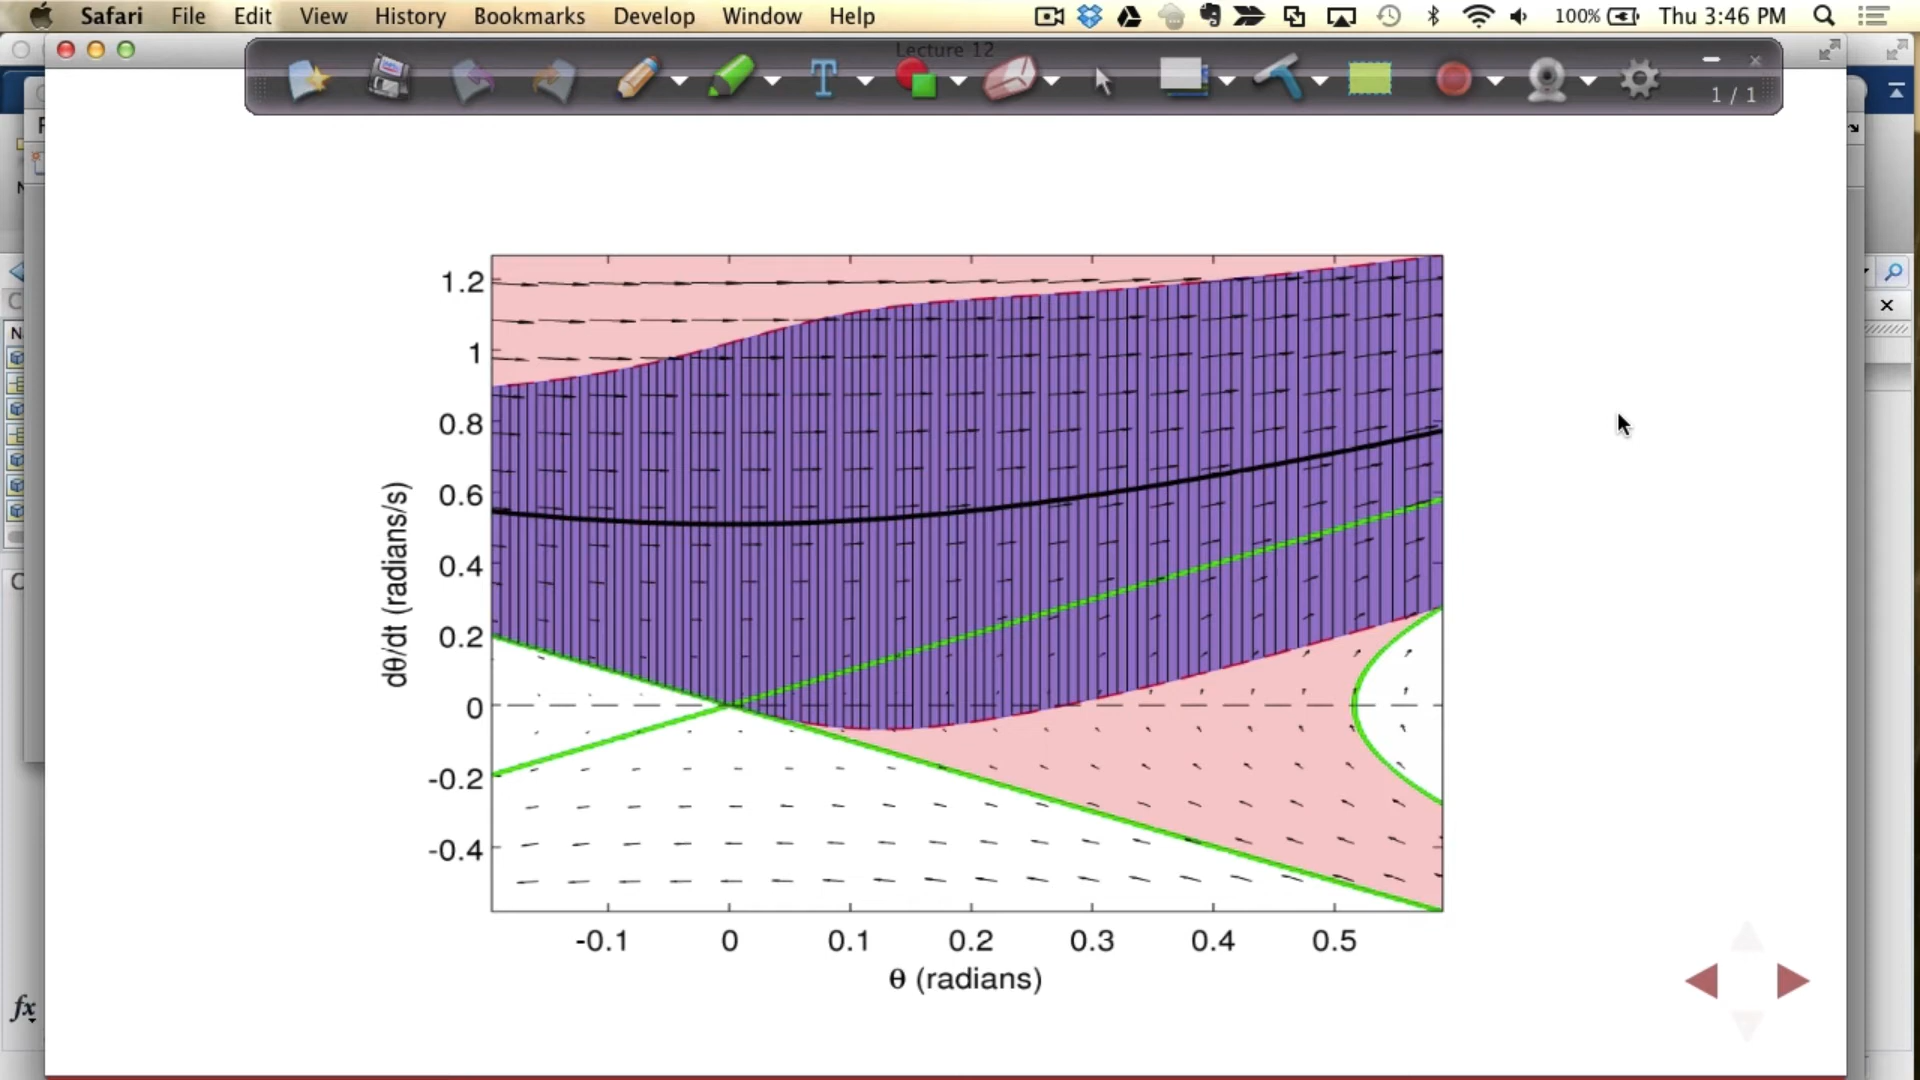 Safari File Edit View History Bookmarks Develop Window Help 100% Thu 3:46 PM
Lecture 12
T
1 / 1
1.2
1
0.8
0.6
0.4
0.2
0
-0.2
-0.4
dθ/dt (radians/s)
-0.1 0 0.1 0.2 0.3 0.4 0.5
θ (radians)
fx